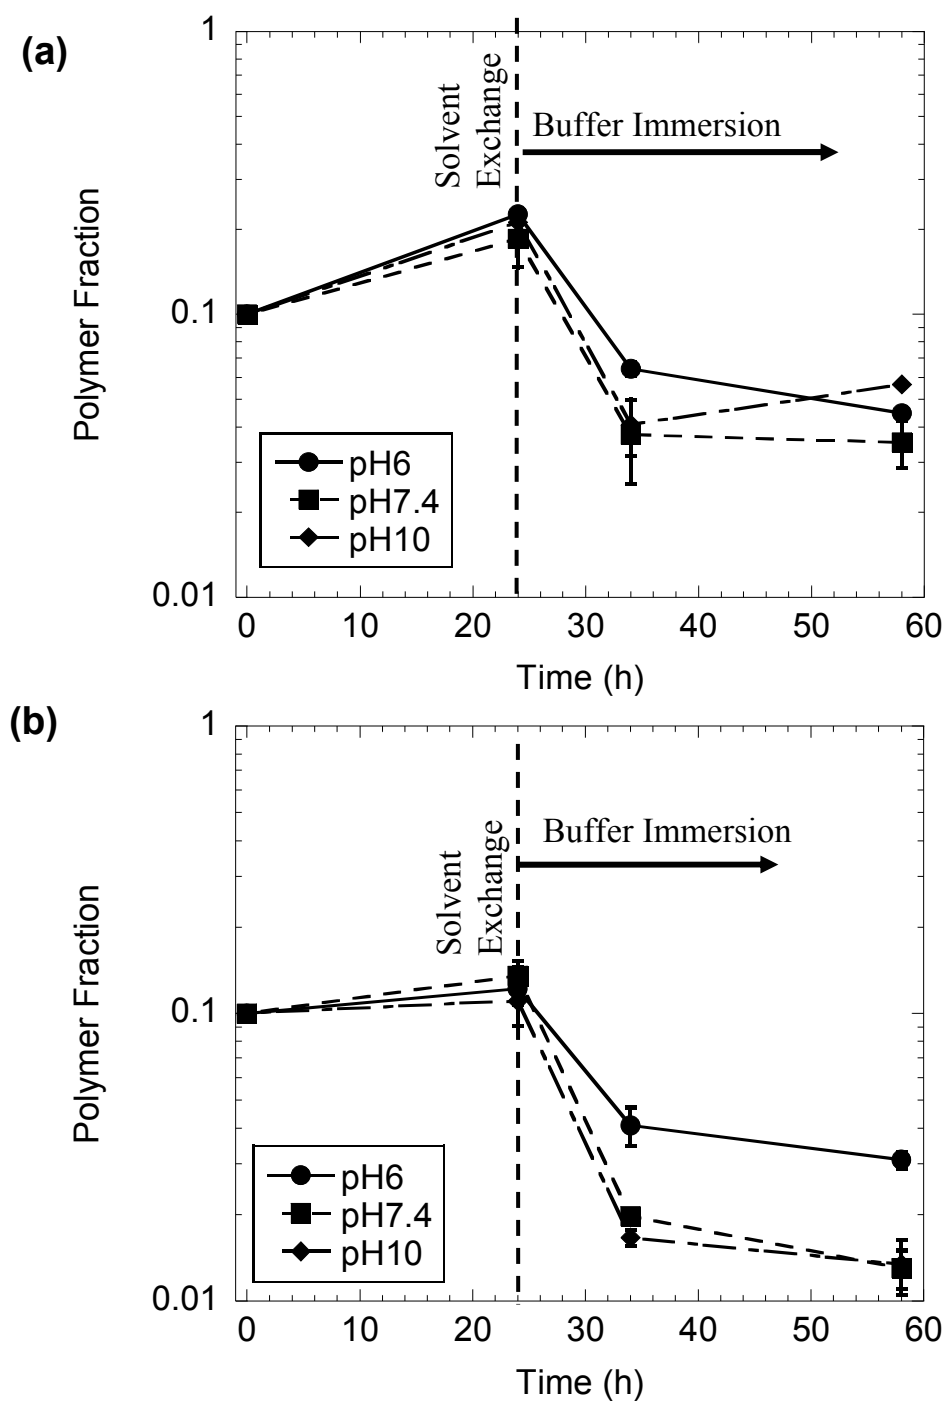 (a)
1
0.1
0.01
Polymer Fraction
Solvent
Exchange
Buffer Immersion
pH6
pH7.4
pH10
0
10
20
30
40
50
60
Time (h)
(b)
1
0.1
0.01
Polymer Fraction
Solvent
Exchange
Buffer Immersion
pH6
pH7.4
pH10
0
10
20
30
40
50
60
Time (h)